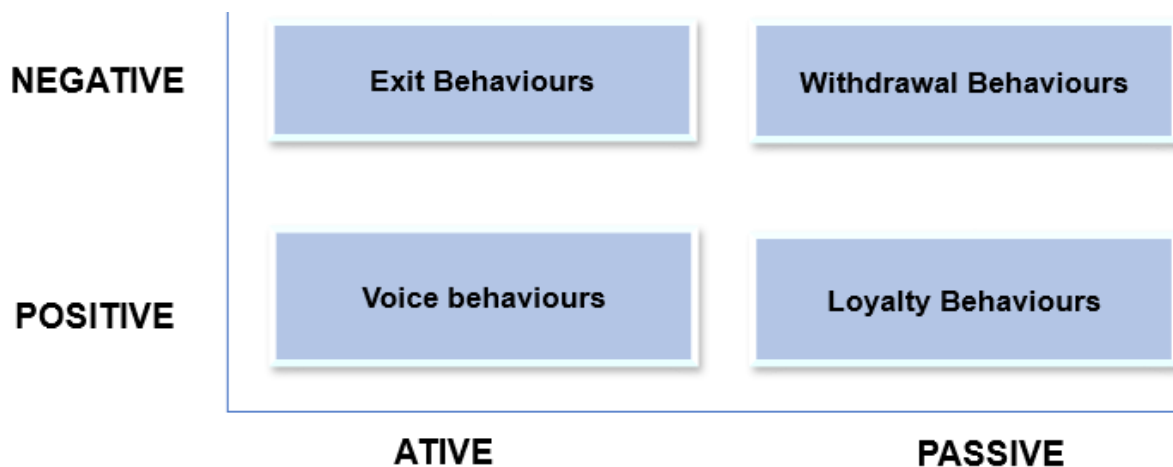 NEGATIVE
Exit Behaviours
Withdrawal Behaviours
POSITIVE
Voice behaviours
Loyalty Behaviours
ATIVE
PASSIVE